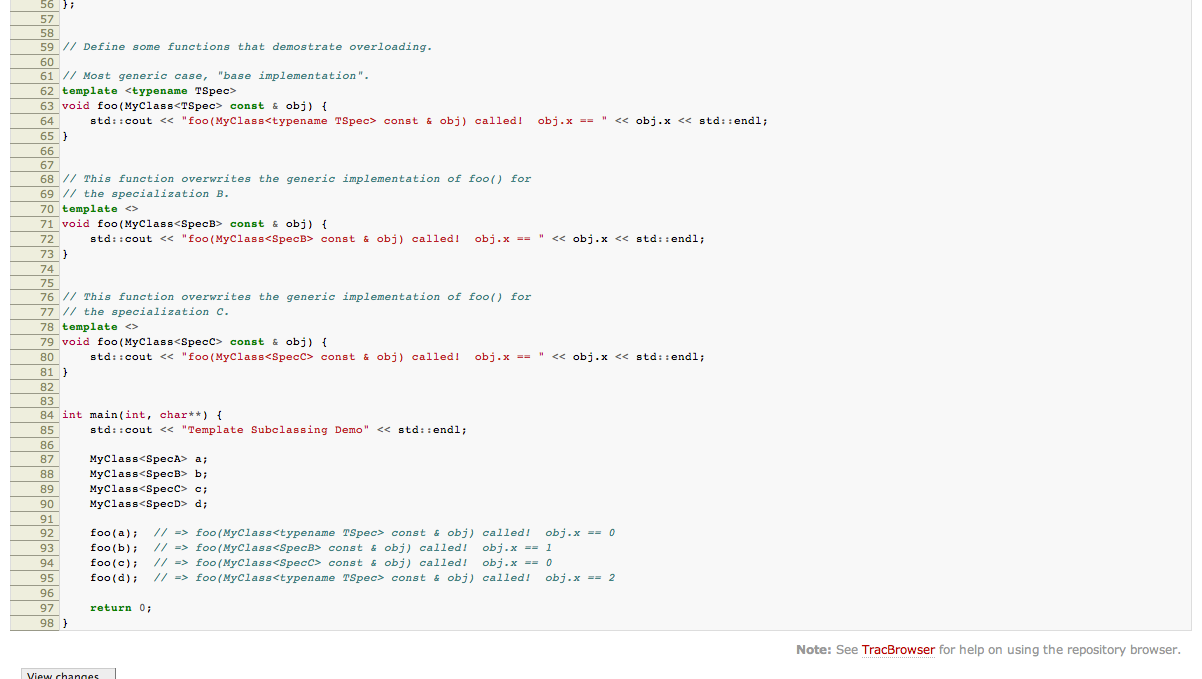 56 };
57
58
59 // Define some functions that demostrate overloading.
60
61 // Most generic case, "base implementation".
62 template <typename TSpec>
63 void foo(MyClass<TSpec> const & obj) {
64     std::cout << "foo(MyClass<typename TSpec> const & obj) called!  obj.x == " << obj.x << std::endl;
65 }
66
67
68 // This function overwrites the generic implementation of foo() for
69 // the specialization B.
70 template <>
71 void foo(MyClass<SpecB> const & obj) {
72     std::cout << "foo(MyClass<SpecB> const & obj) called!  obj.x == " << obj.x << std::endl;
73 }
74
75
76 // This function overwrites the generic implementation of foo() for
77 // the specialization C.
78 template <>
79 void foo(MyClass<SpecC> const & obj) {
80     std::cout << "foo(MyClass<SpecC> const & obj) called!  obj.x == " << obj.x << std::endl;
81 }
82
83
84 int main(int, char**) {
85     std::cout << "Template Subclassing Demo" << std::endl;
86
87     MyClass<SpecA> a;
88     MyClass<SpecB> b;
89     MyClass<SpecC> c;
90     MyClass<SpecD> d;
91
92     foo(a);  // => foo(MyClass<typename TSpec> const & obj) called!  obj.x == 0
93     foo(b);  // => foo(MyClass<SpecB> const & obj) called!  obj.x == 1
94     foo(c);  // => foo(MyClass<SpecC> const & obj) called!  obj.x == 0
95     foo(d);  // => foo(MyClass<typename TSpec> const & obj) called!  obj.x == 2
96
97     return 0;
98 }
Note: See TracBrowser for help on using the repository browser.
View changes